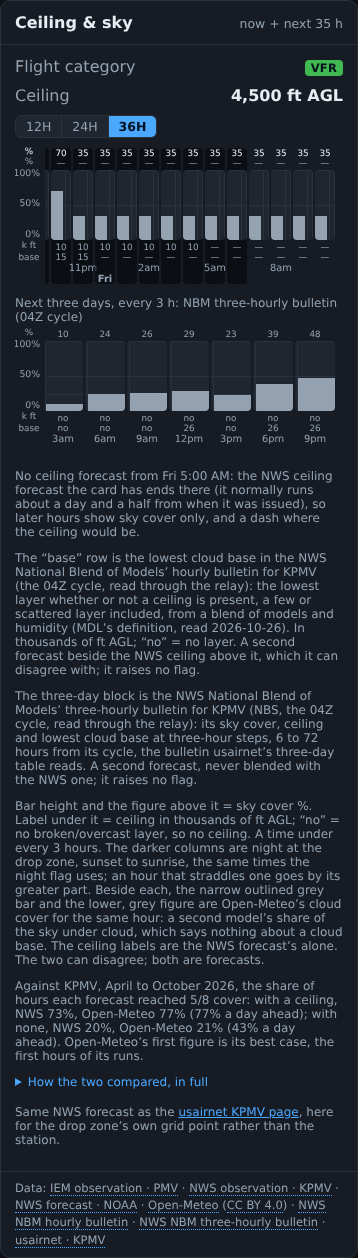 Ceiling & sky now + next 35 h
Flight category VFR
Ceiling 4,500 ft AGL
12H 24H 36H
% 70 35 35 35 35 35 35 35 35 35 35 35 35
% — — — — — — — — — — — — —
100%
50%
0%
k ft 10 10 10 10 10 10 10 — — — — — —
base 15 15 — — — — — — — — — — —
11pm 2am 5am 8am
Fri
Next three days, every 3 h: NBM three-hourly bulletin
(04Z cycle)
% 10 24 26 29 23 39 48
100%
50%
0%
k ft no no no no no no no
base no no no 26 no 26 26
3am 6am 9am 12pm 3pm 6pm 9pm
No ceiling forecast from Fri 5:00 AM: the NWS ceiling
forecast the card has ends there (it normally runs
about a day and a half from when it was issued), so
later hours show sky cover only, and a dash where
the ceiling would be.
The “base” row is the lowest cloud base in the NWS
National Blend of Models’ hourly bulletin for KPMV
(the 04Z cycle, read through the relay): the lowest
layer whether or not a ceiling is present, a few or
scattered layer included, from a blend of models and
humidity (MDL’s definition, read 2026-10-26). In
thousands of ft AGL; “no” = no layer. A second
forecast beside the NWS ceiling above it, which it can
disagree with; it raises no flag.
The three-day block is the NWS National Blend of
Models’ three-hourly bulletin for KPMV (NBS, the 04Z
cycle, read through the relay): its sky cover, ceiling
and lowest cloud base at three-hour steps, 6 to 72
hours from its cycle, the bulletin usairnet’s three-day
table reads. A second forecast, never blended with
the NWS one; it raises no flag.
Bar height and the figure above it = sky cover %.
Label under it = ceiling in thousands of ft AGL; “no” =
no broken/overcast layer, so no ceiling. A time under
every 3 hours. The darker columns are night at the
drop zone, sunset to sunrise, the same times the
night flag uses; an hour that straddles one goes by its
greater part. Beside each, the narrow outlined grey
bar and the lower, grey figure are Open-Meteo’s cloud
cover for the same hour: a second model’s share of
the sky under cloud, which says nothing about a cloud
base. The ceiling labels are the NWS forecast’s alone.
The two can disagree; both are forecasts.
Against KPMV, April to October 2026, the share of
hours each forecast reached 5/8 cover: with a ceiling,
NWS 73%, Open-Meteo 77% (77% a day ahead); with
none, NWS 20%, Open-Meteo 21% (43% a day
ahead). Open-Meteo’s first figure is its best case, the
first hours of its runs.
▶ How the two compared, in full
Same NWS forecast as the usairnet KPMV page, here
for the drop zone’s own grid point rather than the
station.
Data: IEM observation · PMV · NWS observation · KPMV ·
NWS forecast · NOAA · Open-Meteo (CC BY 4.0) · NWS
NBM hourly bulletin · NWS NBM three-hourly bulletin ·
usairnet · KPMV